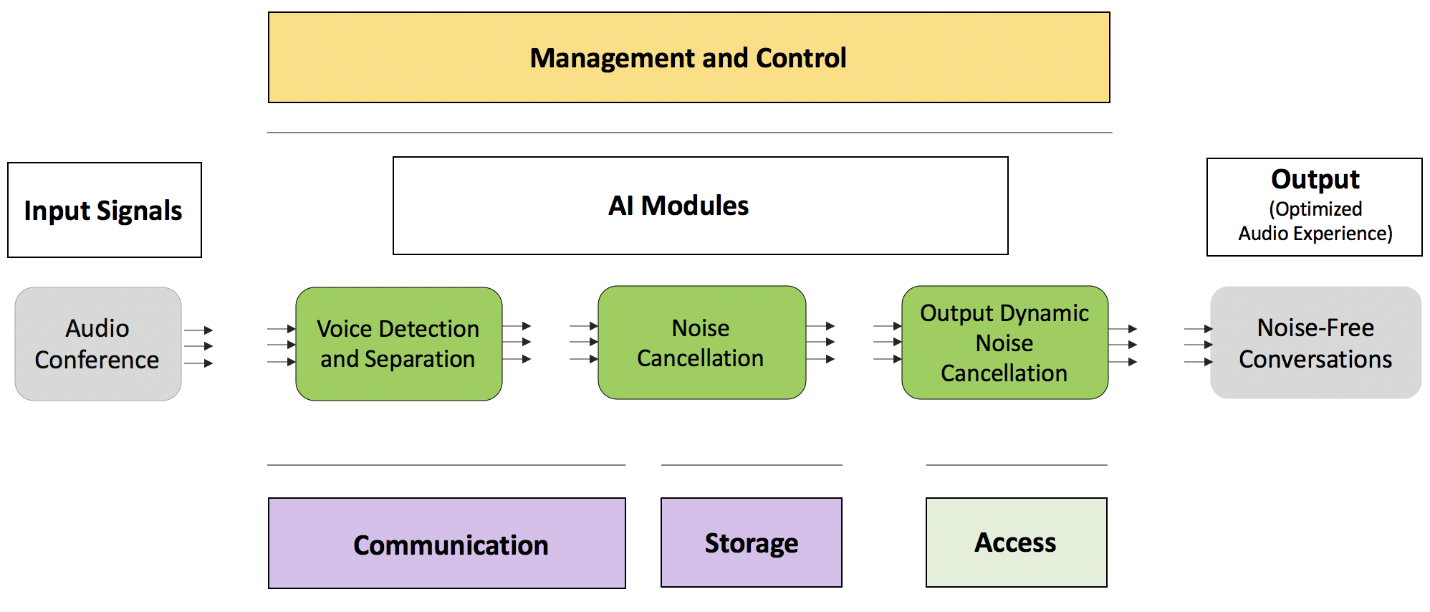 Management and Control
Input Signals
AI Modules
Output
(Optimized
Audio Experience)
Audio
Conference
Voice Detection
and Separation
Noise
Cancellation
Output Dynamic
Noise
Cancellation
Noise-Free
Conversations
Communication
Storage
Access